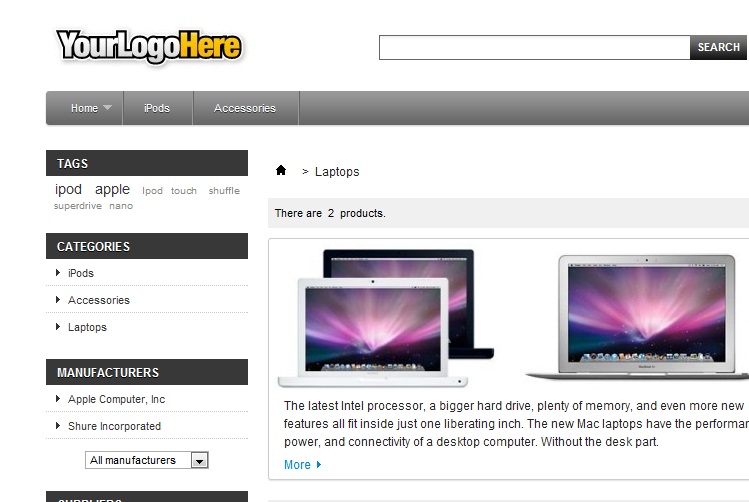 YourLogoHere
SEARCH
Home iPods Accessories
TAGS
ipod apple Ipod touch shuffle
superdrive nano
CATEGORIES
iPods
Accessories
Laptops
MANUFACTURERS
Apple Computer, Inc
Shure Incorporated
All manufacturers
SUPPLIERS
> Laptops
There are 2 products.
The latest Intel processor, a bigger hard drive, plenty of memory, and even more new
features all fit inside just one liberating inch. The new Mac laptops have the performan
power, and connectivity of a desktop computer. Without the desk part.
More